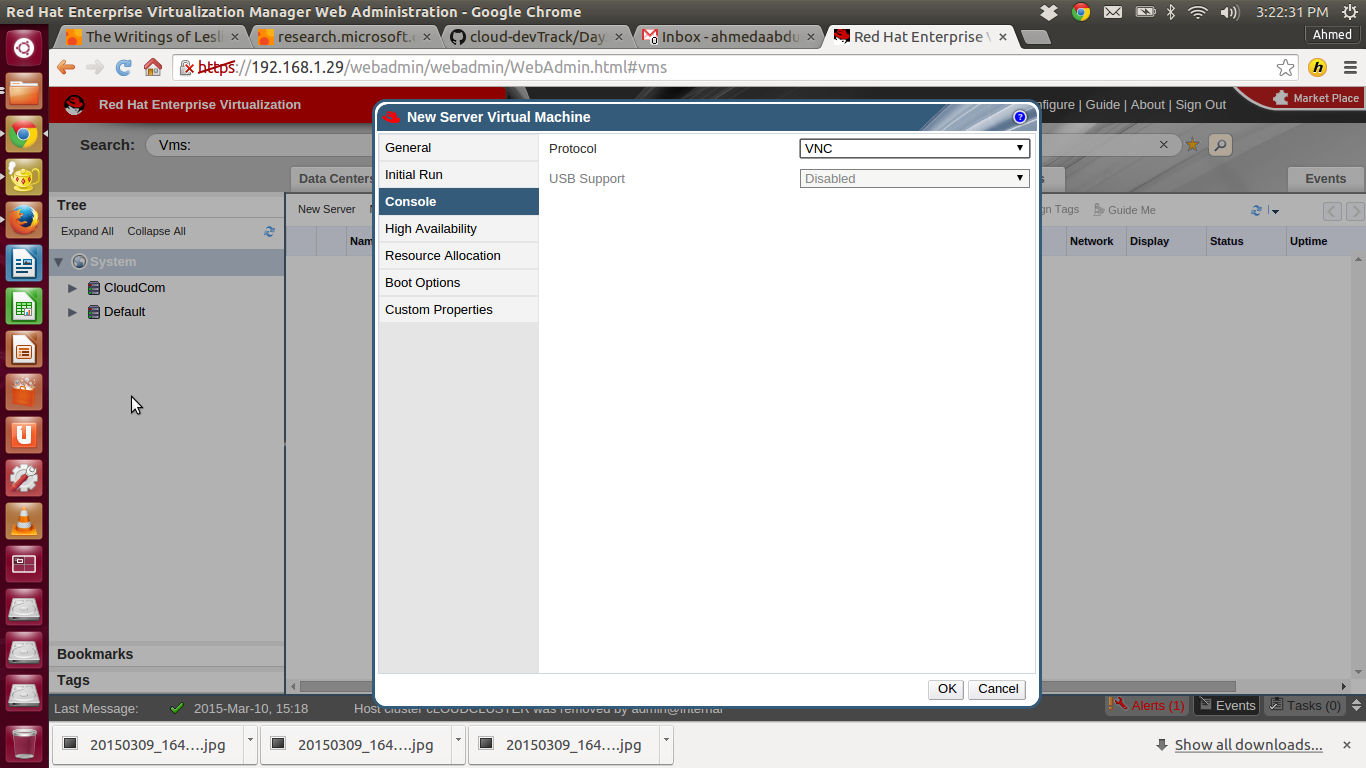 Red Hat Enterprise Virtualization Manager Web Administration - Google Chrome
3:22:31 PM
The Writings of Lesli
research.microsoft.
cloud-devTrack/Day
Inbox - ahmedaabdu
Red Hat Enterprise
Ahmed
https://192.168.1.29/webadmin/webadmin/WebAdmin.html#vms
Red Hat Enterprise Virtualization
nfigure | Guide | About | Sign Out
Market Place
Search:
Vms:
Data Centers
Events
Tree
Expand All
Collapse All
System
CloudCom
Default
Bookmarks
Tags
New Server
gn Tags
Guide Me
Nam
Network
Display
Status
Uptime
New Server Virtual Machine
General
Initial Run
Console
High Availability
Resource Allocation
Boot Options
Custom Properties
Protocol
VNC
USB Support
Disabled
OK
Cancel
Last Message:
2015-Mar-10, 15:18
Host cluster cLOUDCLUSTER was removed by admin@internal
Alerts (1)
Events
Tasks (0)
20150309_164....jpg
20150309_164....jpg
20150309_164....jpg
Show all downloads...